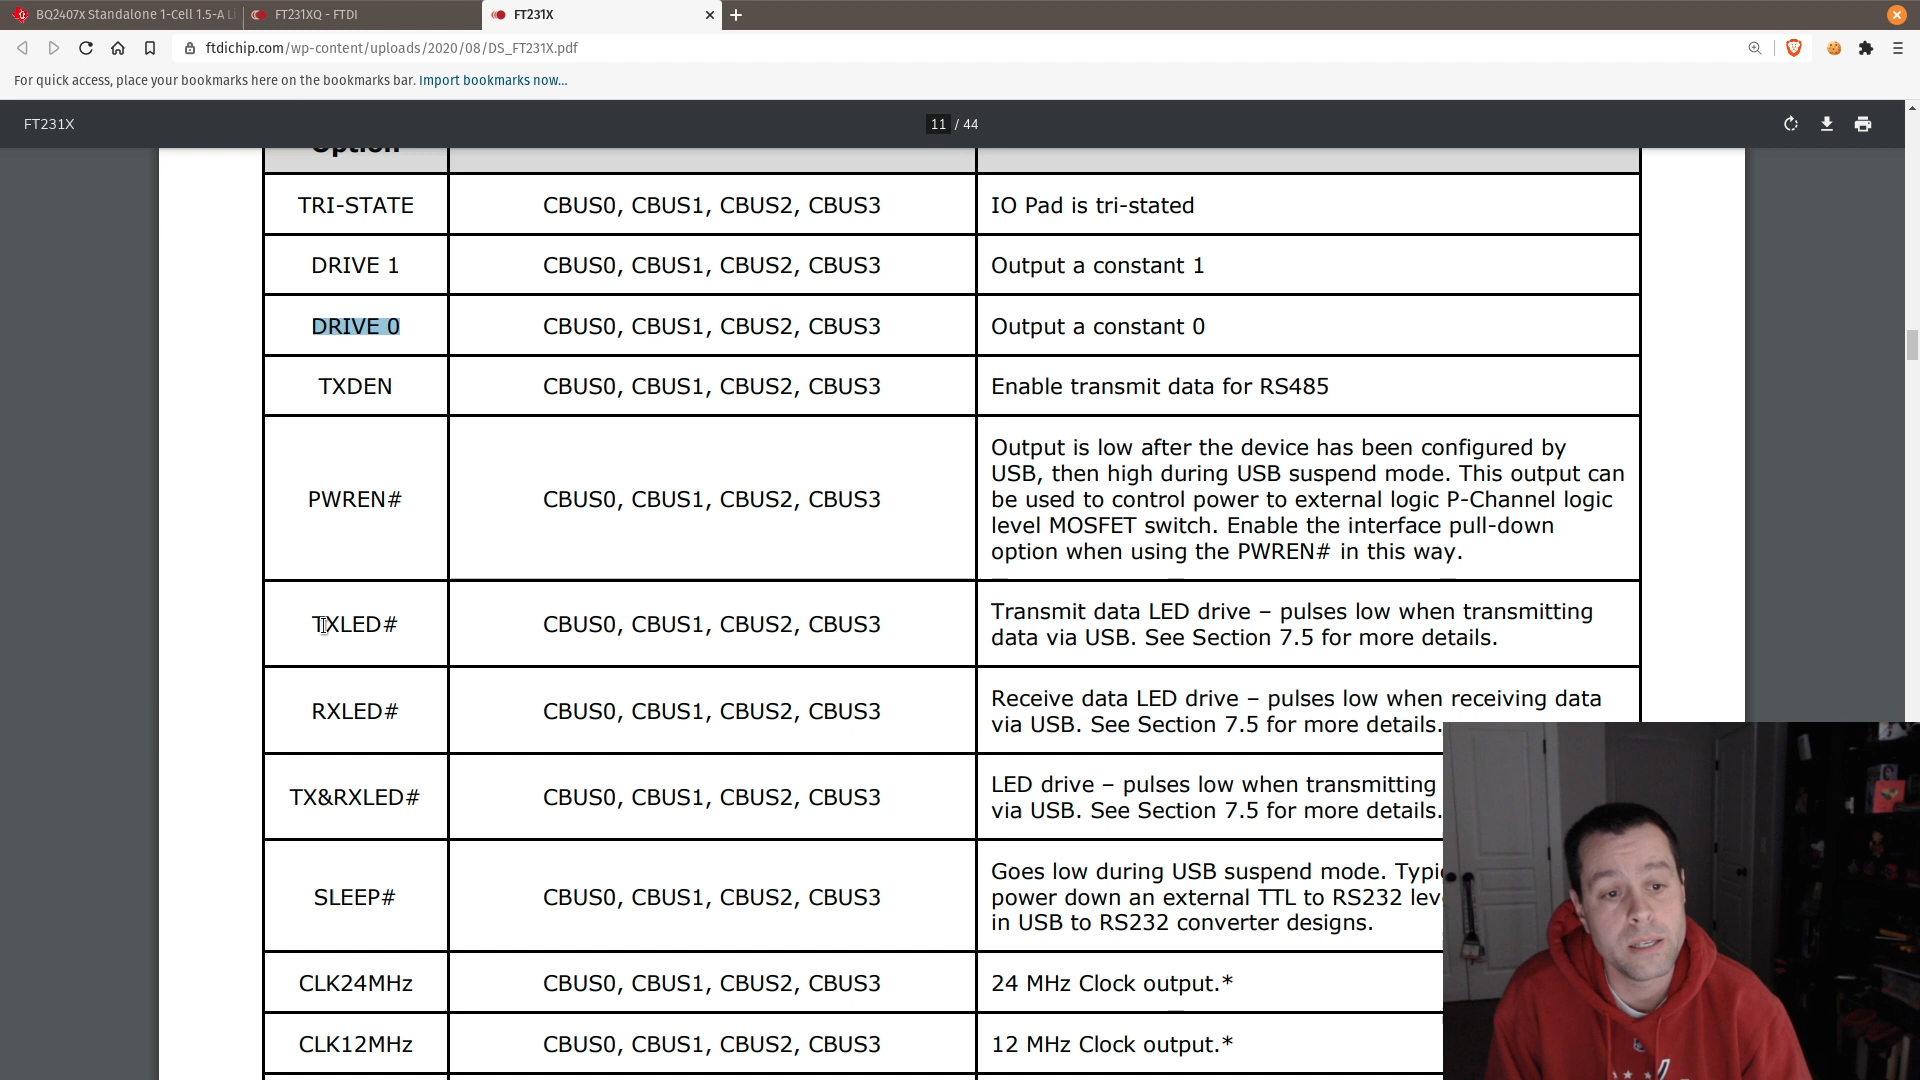 BQ2407x Standalone 1-Cell 1.5-A Li
FT231XQ - FTDI
FT231X
ftdichip.com/wp-content/uploads/2020/08/DS_FT231X.pdf
For quick access, place your bookmarks here on the bookmarks bar. Import bookmarks now...
FT231X
11 / 44
Option
TRI-STATE CBUS0, CBUS1, CBUS2, CBUS3 IO Pad is tri-stated
DRIVE 1 CBUS0, CBUS1, CBUS2, CBUS3 Output a constant 1
DRIVE 0 CBUS0, CBUS1, CBUS2, CBUS3 Output a constant 0
TXDEN CBUS0, CBUS1, CBUS2, CBUS3 Enable transmit data for RS485
PWREN# CBUS0, CBUS1, CBUS2, CBUS3
Output is low after the device has been configured by
USB, then high during USB suspend mode. This output can
be used to control power to external logic P-Channel logic
level MOSFET switch. Enable the interface pull-down
option when using the PWREN# in this way.
TXLED# CBUS0, CBUS1, CBUS2, CBUS3
Transmit data LED drive – pulses low when transmitting
data via USB. See Section 7.5 for more details.
RXLED# CBUS0, CBUS1, CBUS2, CBUS3
Receive data LED drive – pulses low when receiving data
via USB. See Section 7.5 for more details.
TX&RXLED# CBUS0, CBUS1, CBUS2, CBUS3
LED drive – pulses low when transmitting
via USB. See Section 7.5 for more details.
SLEEP# CBUS0, CBUS1, CBUS2, CBUS3
Goes low during USB suspend mode. Typi
power down an external TTL to RS232 lev
in USB to RS232 converter designs.
CLK24MHz CBUS0, CBUS1, CBUS2, CBUS3 24 MHz Clock output.*
CLK12MHz CBUS0, CBUS1, CBUS2, CBUS3 12 MHz Clock output.*